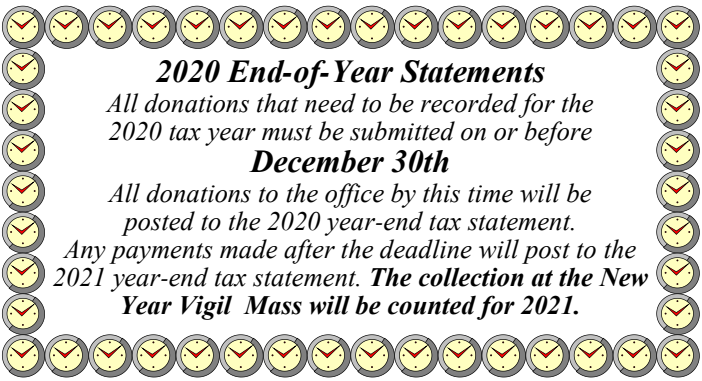 2020 End-of-Year Statements
All donations that need to be recorded for the
2020 tax year must be submitted on or before
December 30th
All donations to the office by this time will be
posted to the 2020 year-end tax statement.
Any payments made after the deadline will post to the
2021 year-end tax statement. The collection at the New
Year Vigil Mass will be counted for 2021.